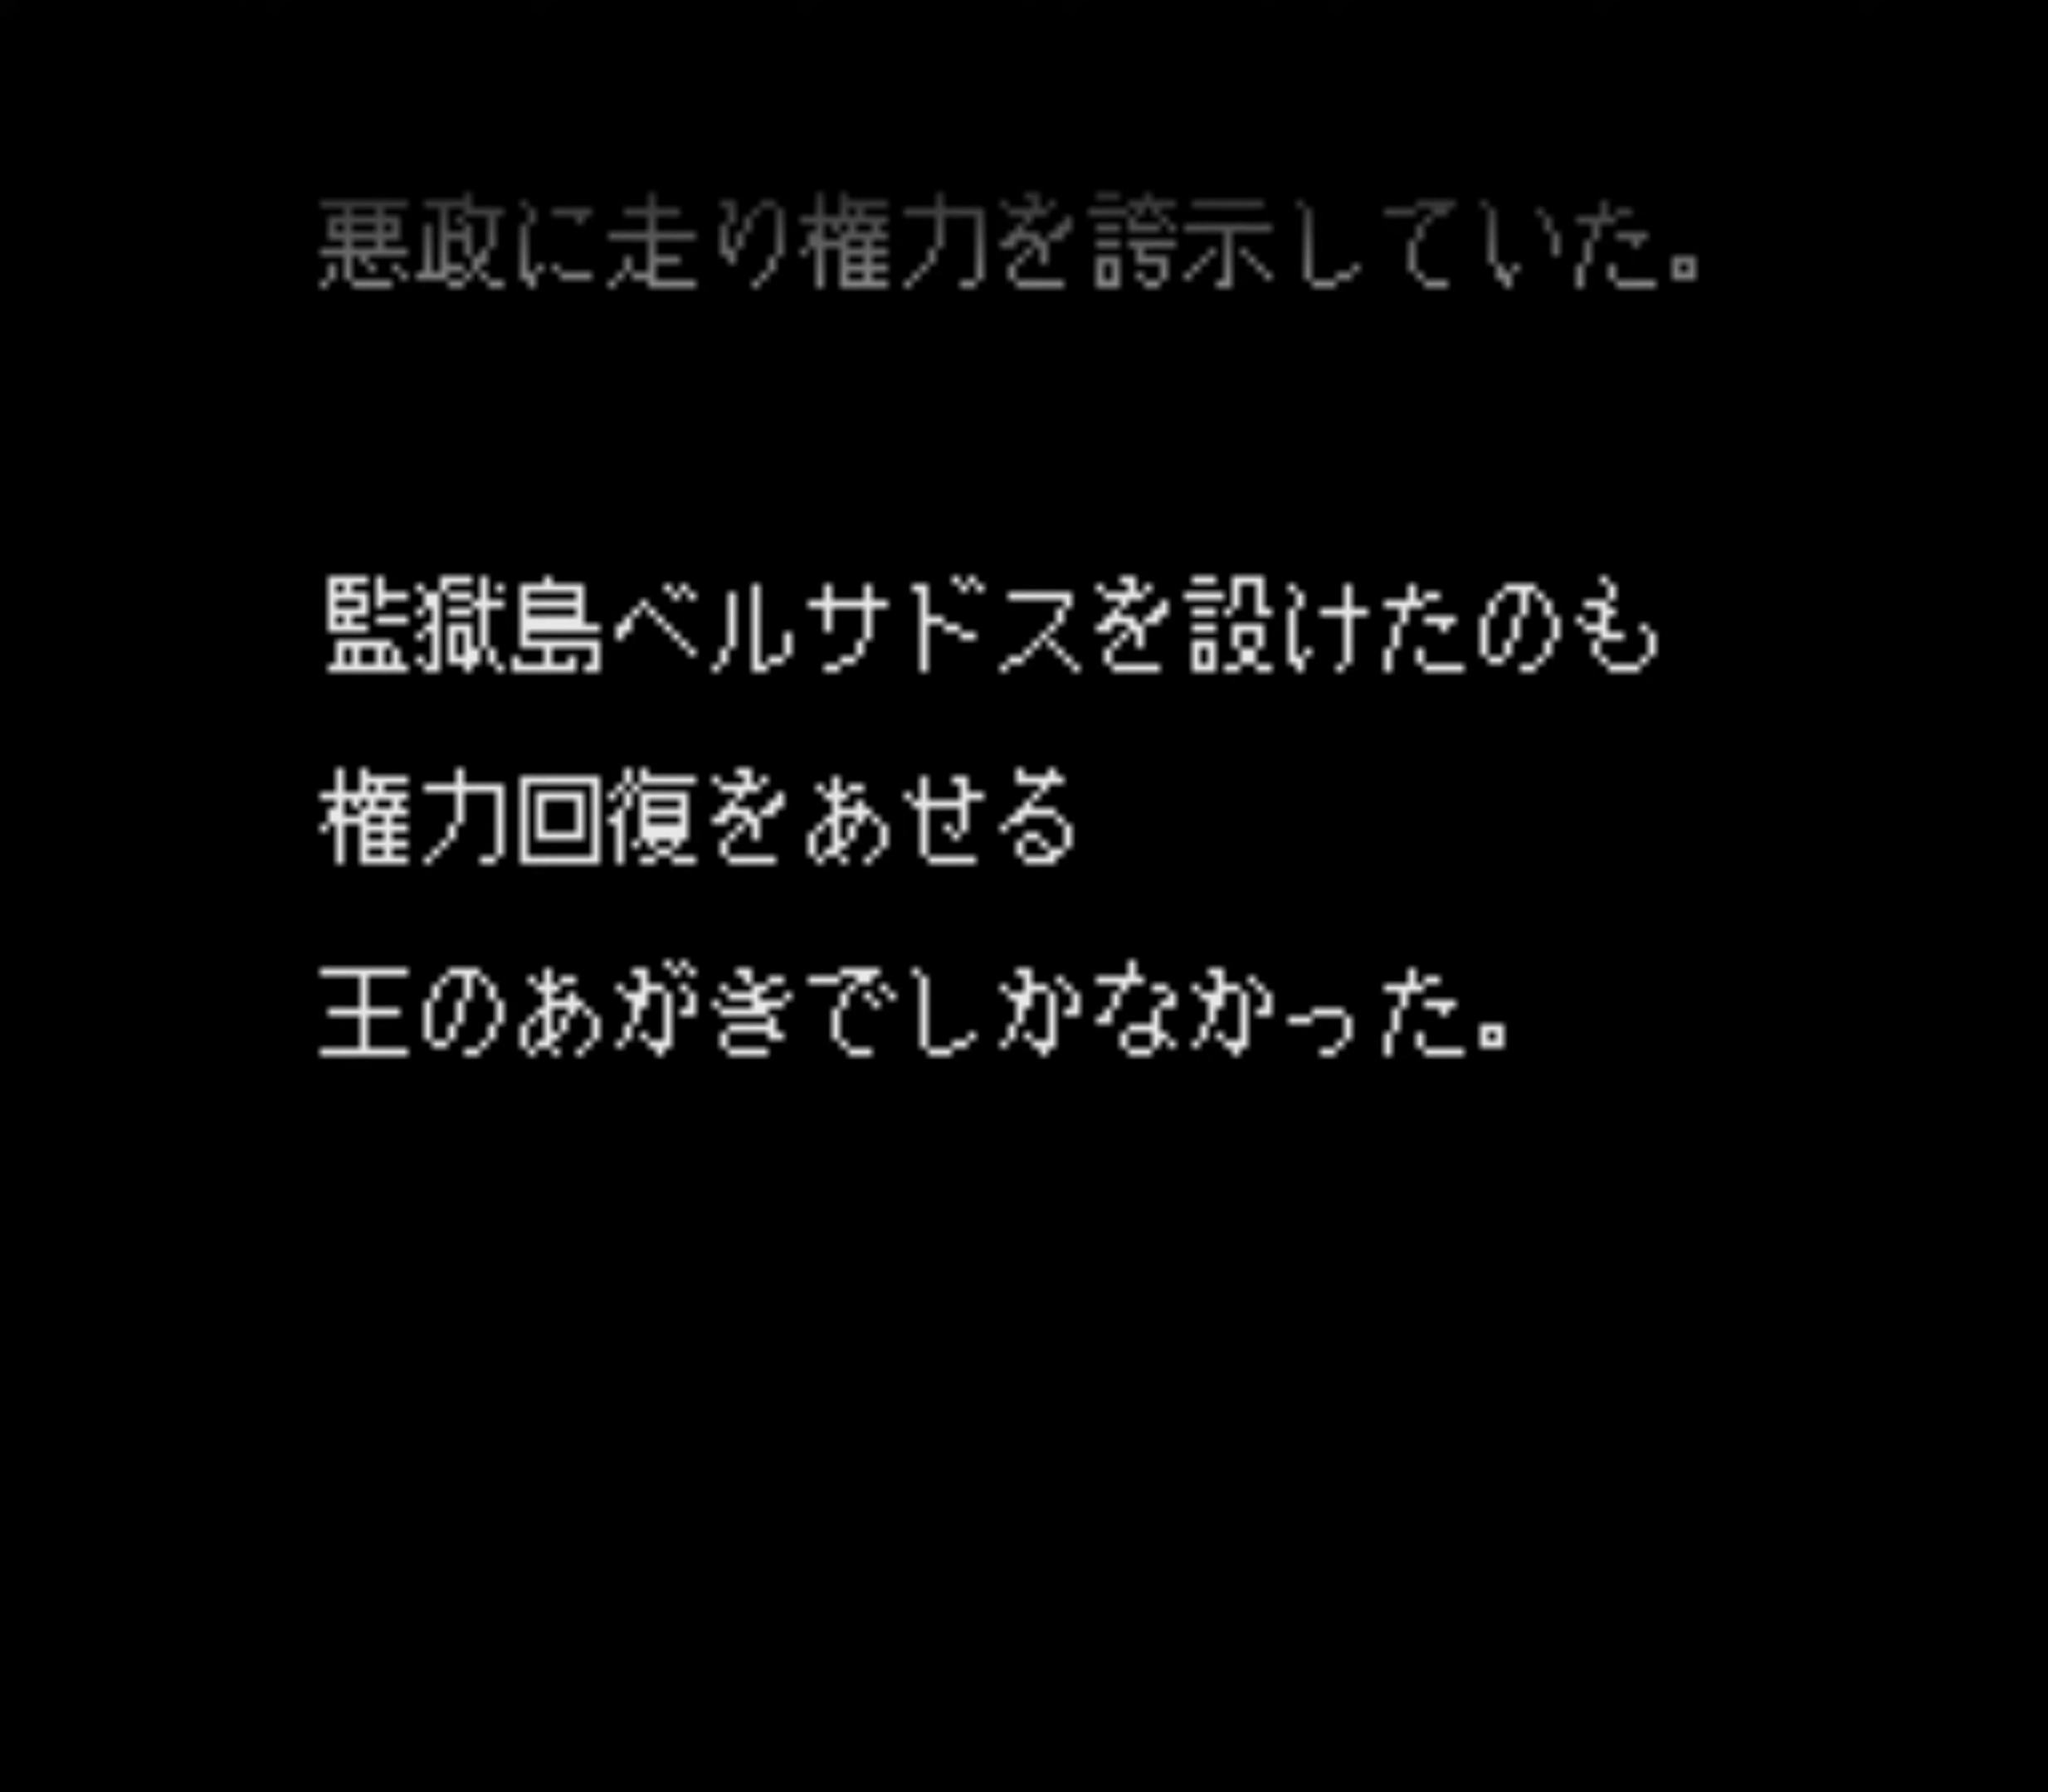 悪政に走り権力を誇示していた。
監獄島ベルサドスを設けたのも
権力回復をあせる
王のあがきでしかなかった。